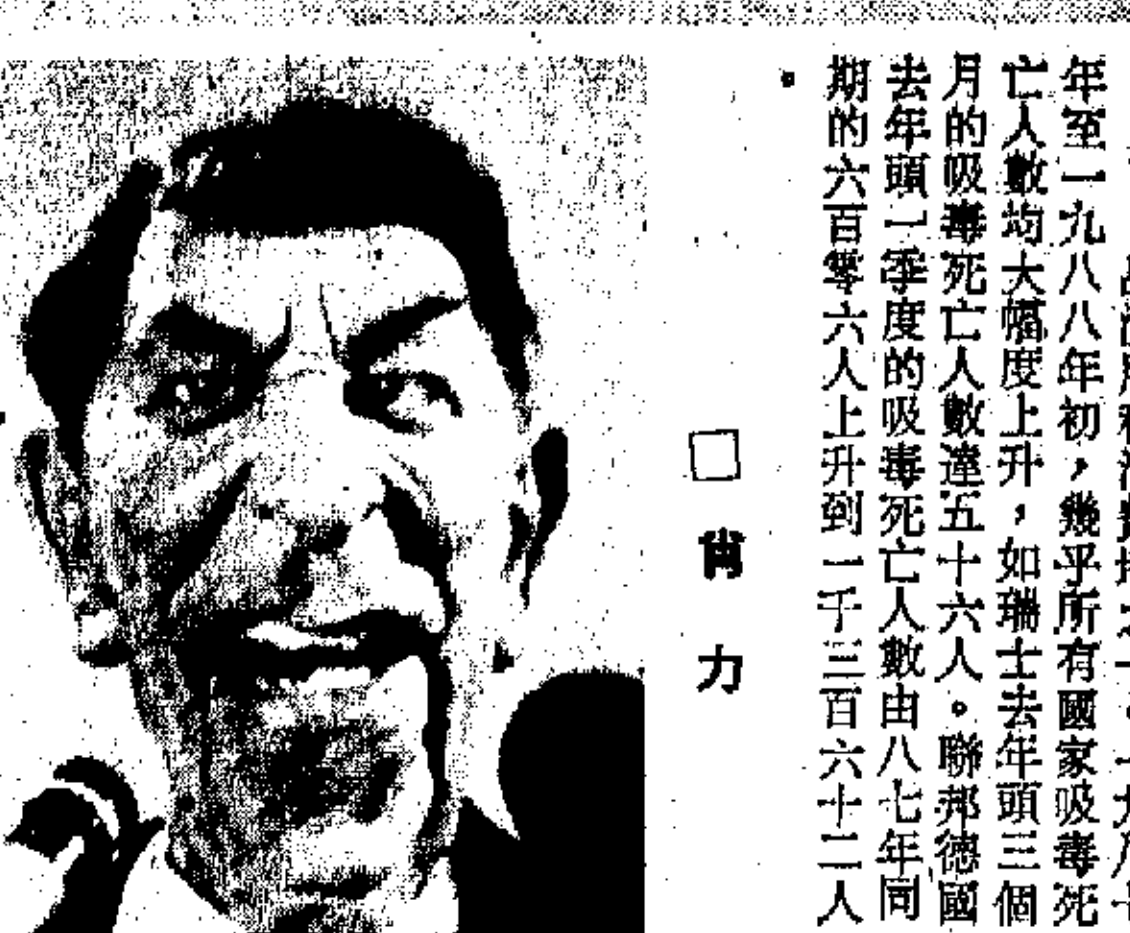 年至一九八八年初，幾乎所有國家吸毒死
亡人數均大幅度上升，如瑞士去年頭三個
月的吸毒死亡人數達五十六人。聯邦德國
去年頭一季度的吸毒死亡人數由八七年同
期的六百零六人上升到一千三百六十二人
。
□ 肖 力